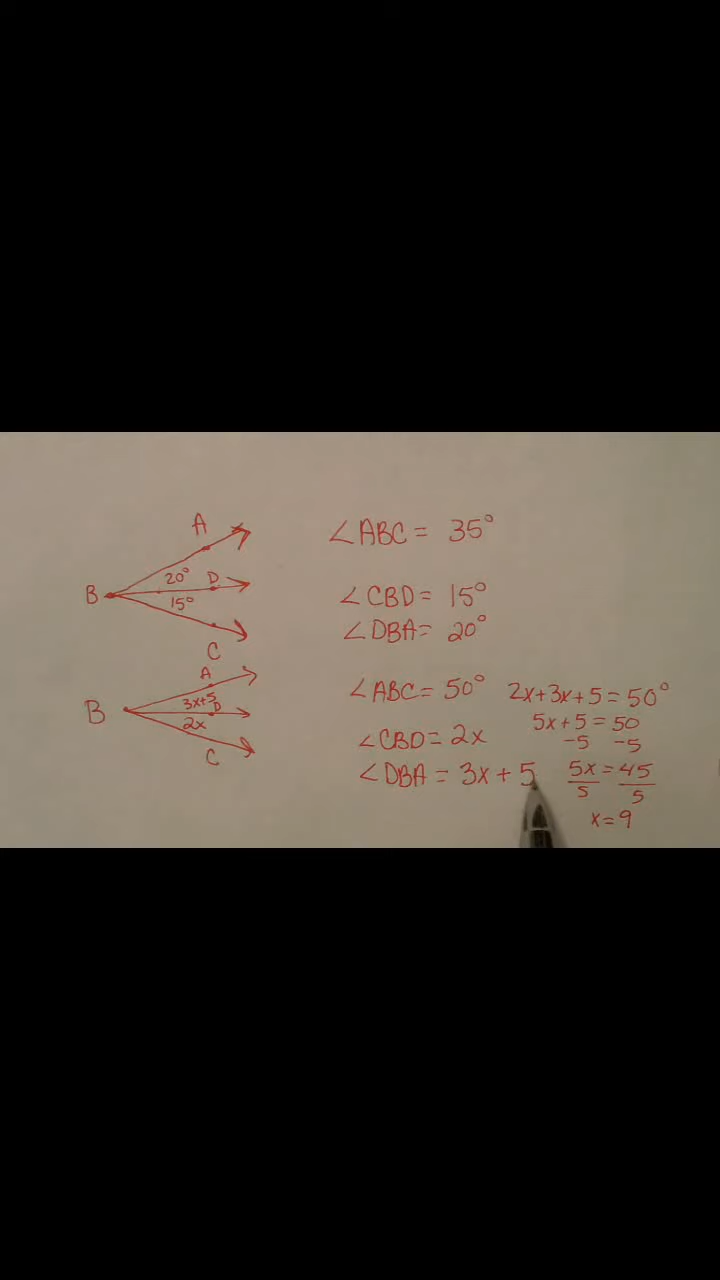 A
∠ABC = 35°
20°
D
B
15°
∠CBD = 15°
∠DBA = 20°
C
A
∠ABC = 50°
2x+3x+5 = 50°
3x+5
B
D
2x
5x+5 = 50
-5 -5
∠CBD = 2x
C
∠DBA = 3x + 5
5x = 45
5 5
x = 9